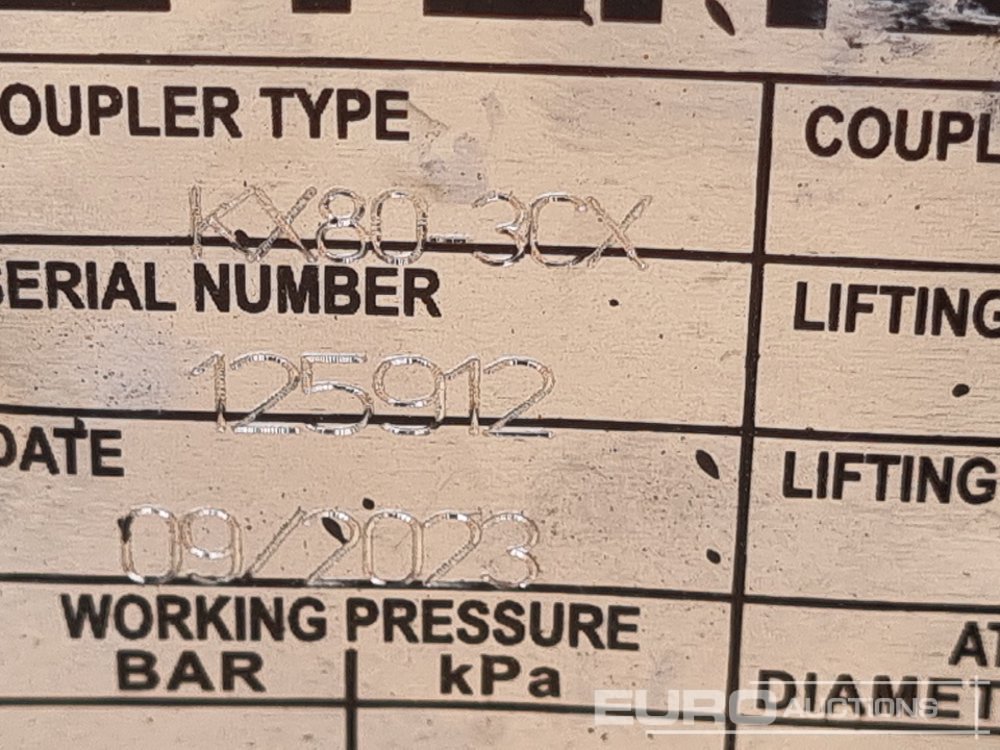 OUPLER TYPE
COUPL
KX80-3CX
SERIAL NUMBER
LIFTING
125912
DATE
LIFTING
09/2023
WORKING PRESSURE
BAR
kPa
AT
DIAMET
EURO AUCTIONS